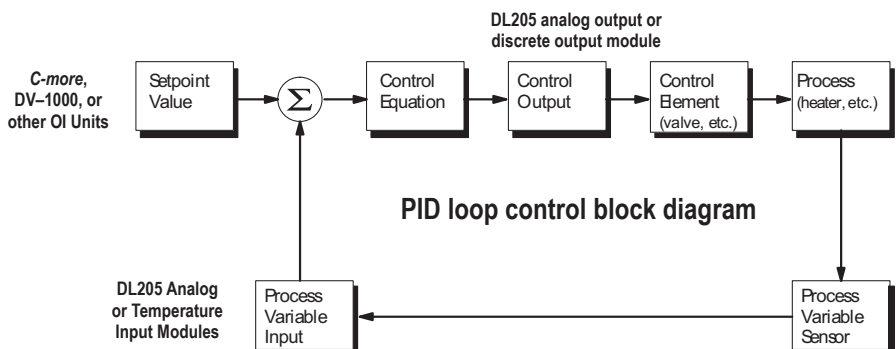 DL205 analog output or
discrete output module
C-more,
DV–1000, or
other OI Units
Setpoint
Value
Σ
Control
Equation
Control
Output
Control
Element
(valve, etc.)
Process
(heater, etc.)
PID loop control block diagram
DL205 Analog
or Temperature
Input Modules
Process
Variable
Input
Process
Variable
Sensor